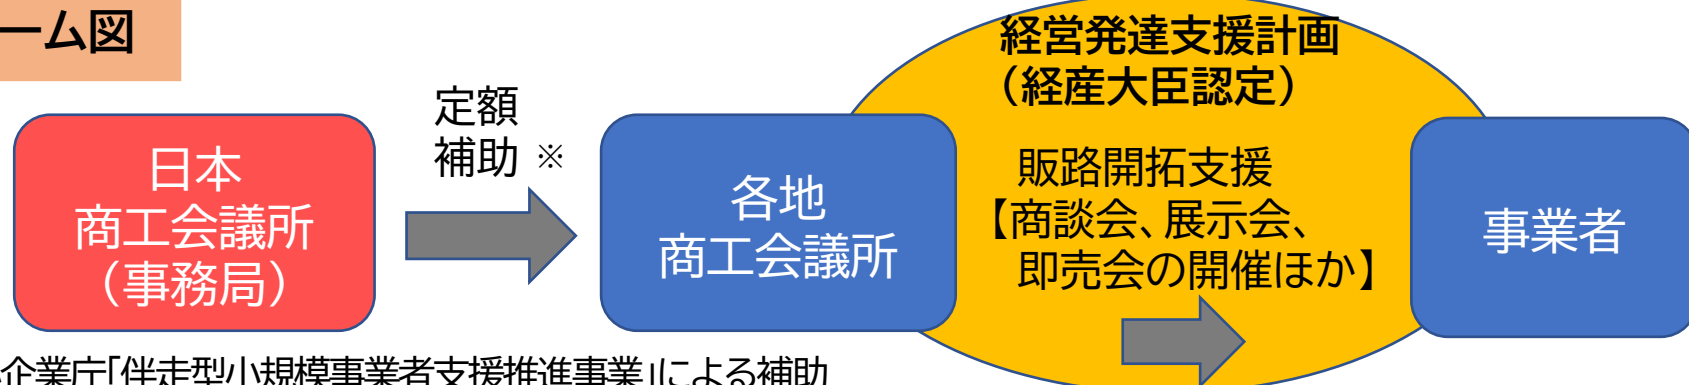 ーム図
経営発達支援計画
（経産大臣認定）
定額
補助 ※
日本
商工会議所
（事務局）
各地
商工会議所
販路開拓支援
【商談会、展示会、
即売会の開催ほか】
事業者
企業庁「伴走型小規模事業者支援推進事業」による補助